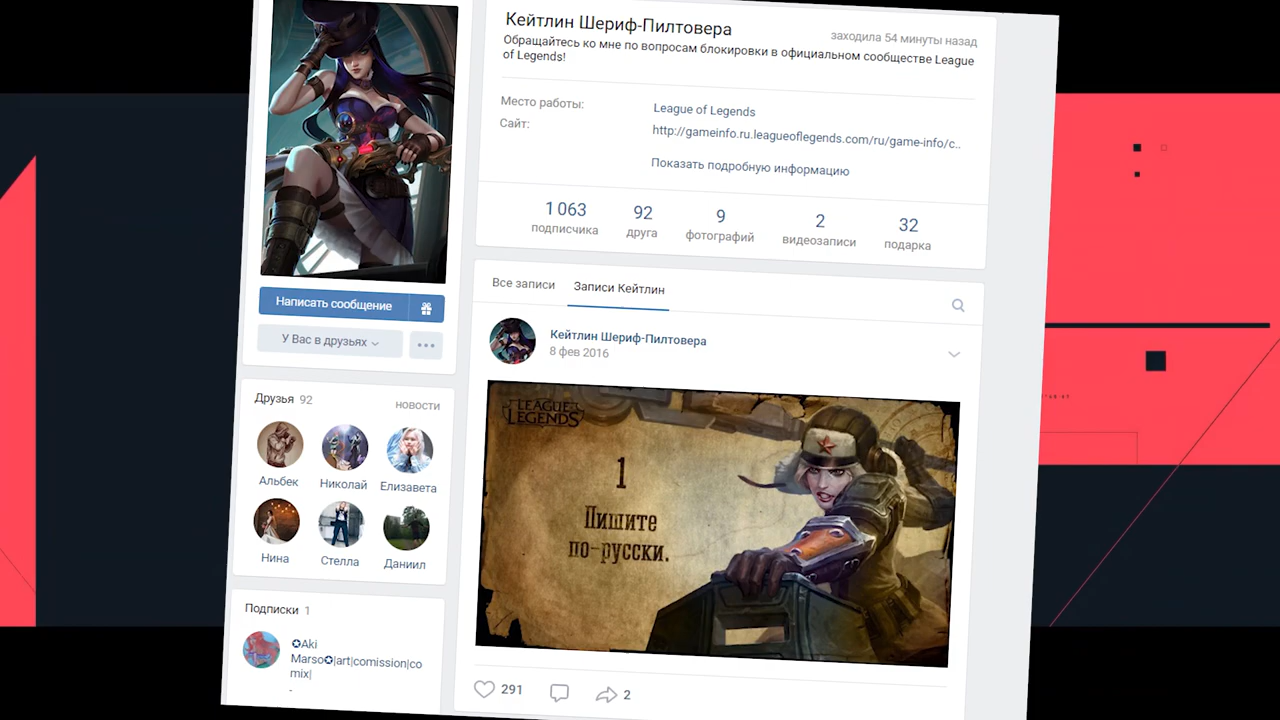 Кейтлин Шериф-Пилтовера
заходила 54 минуты назад
Обращайтесь ко мне по вопросам блокировки в официальном сообществе League
of Legends!
Место работы:
League of Legends
Сайт:
http://gameinfo.ru.leagueoflegends.com/ru/game-info/c..
Показать подробную информацию
1 063
подписчика
92
друга
9
фотографий
2
видеозаписи
32
подарка
Написать сообщение
У Вас в друзьях
Друзья 92
новости
Альбек
Николай
Елизавета
Нина
Стелла
Даниил
Подписки 1
✪Aki
Marso✪|art|comission|co
mix|
-
Все записи
Записи Кейтлин
Кейтлин Шериф-Пилтовера
8 фев 2016
LEAGUE OF
LEGENDS
1
Пишите
по-русски.
291
2